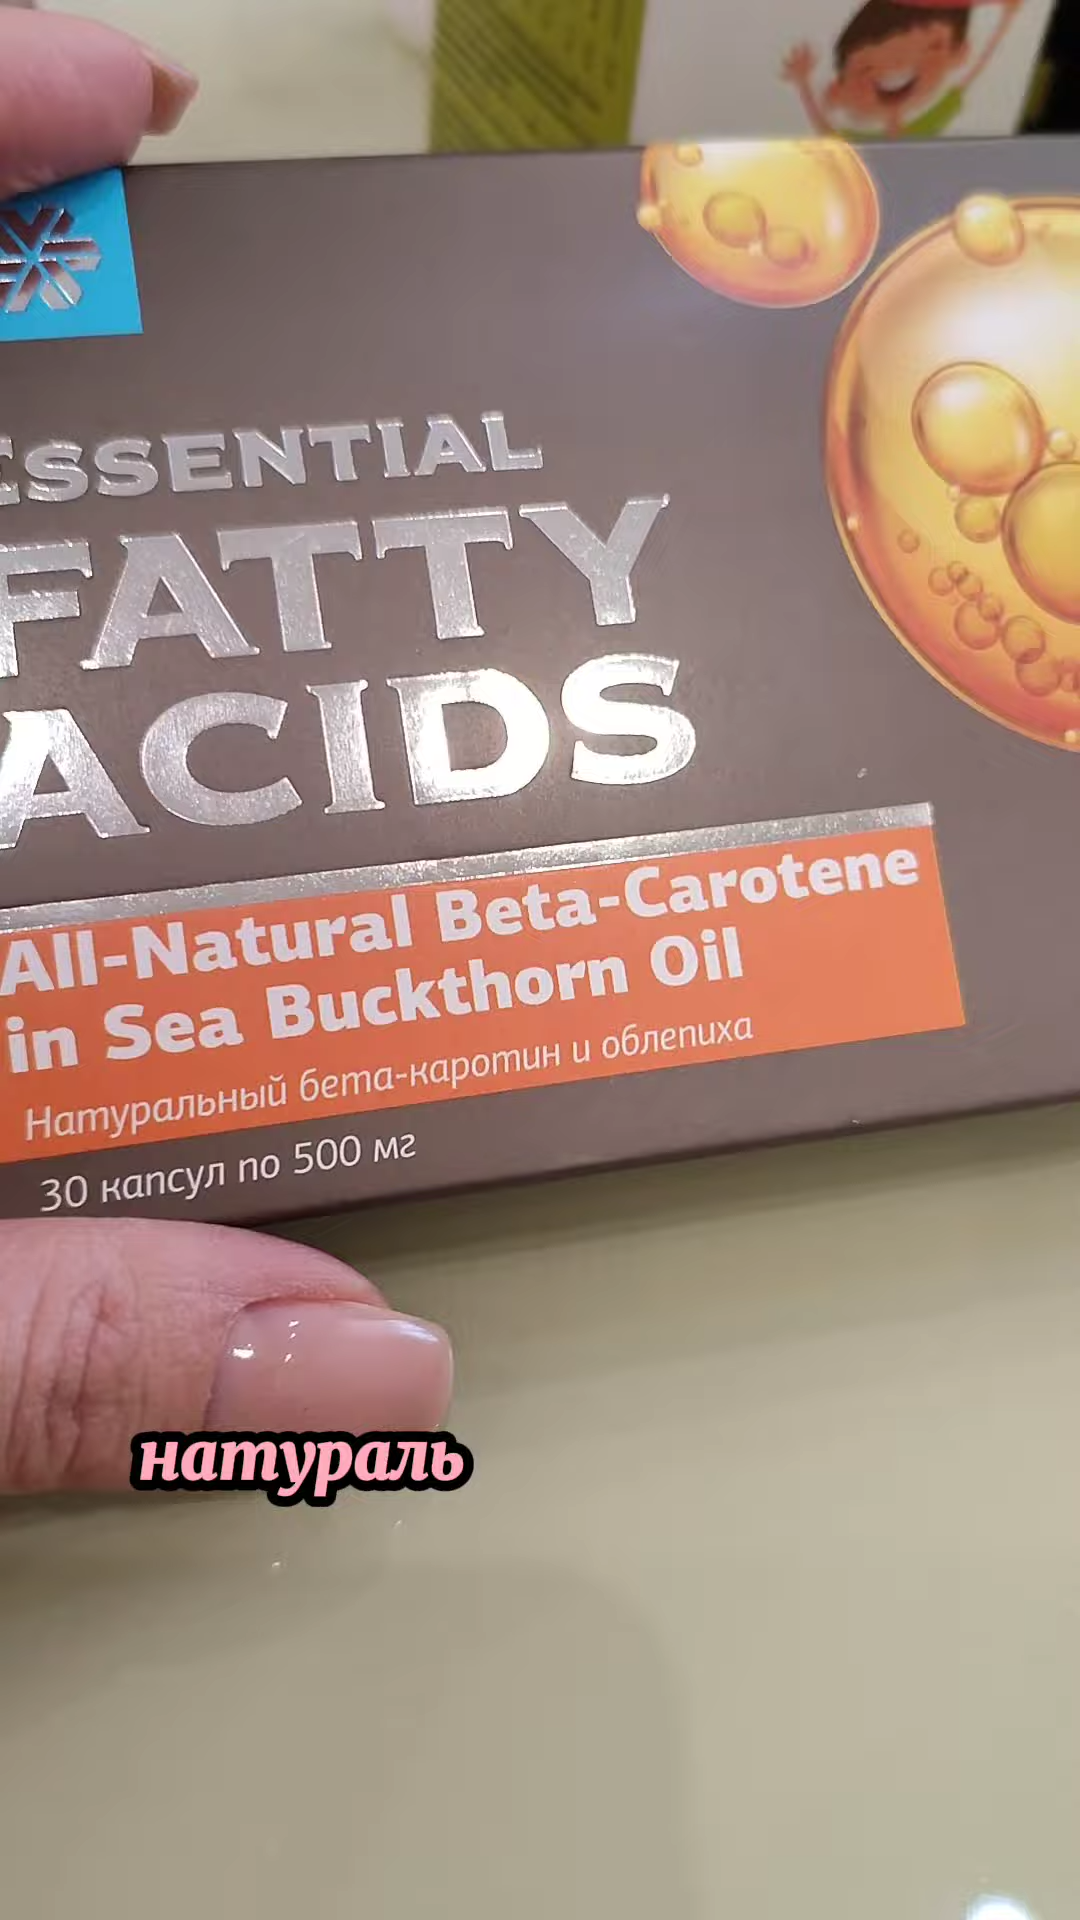 ESSENTIAL
FATTY
ACIDS
All-Natural Beta-Carotene
in Sea Buckthorn Oil
Натуральный бета-каротин и облепиха
30 капсул по 500 мг
натураль